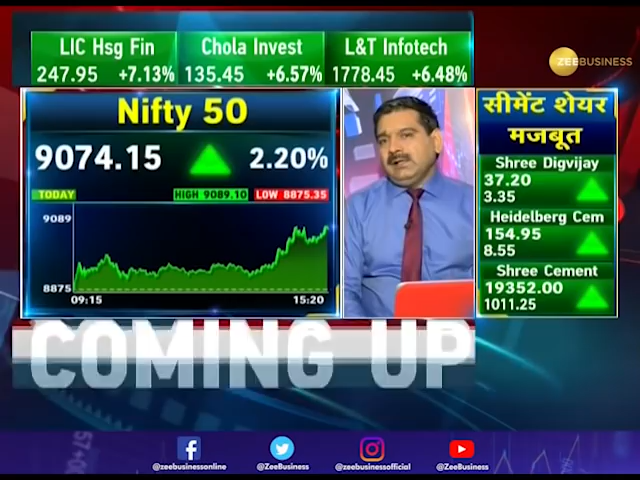 LIC Hsg Fin
247.95 +7.13%
Chola Invest
135.45 +6.57%
L&T Infotech
1778.45 +6.48%
ZEEBUSINESS
Nifty 50
9074.15 2.20%
TODAY HIGH 9089.10 LOW 8875.35
9089
8875
09:15 15:20
सीमेंट शेयर
मजबूत
Shree Digvijay
37.20
3.35
Heidelberg Cem
154.95
8.55
Shree Cement
19352.00
1011.25
COMING UP
@zeebusinessonline
@ZeeBusiness
@zeebusinessofficial
@ZEEBUSINESS